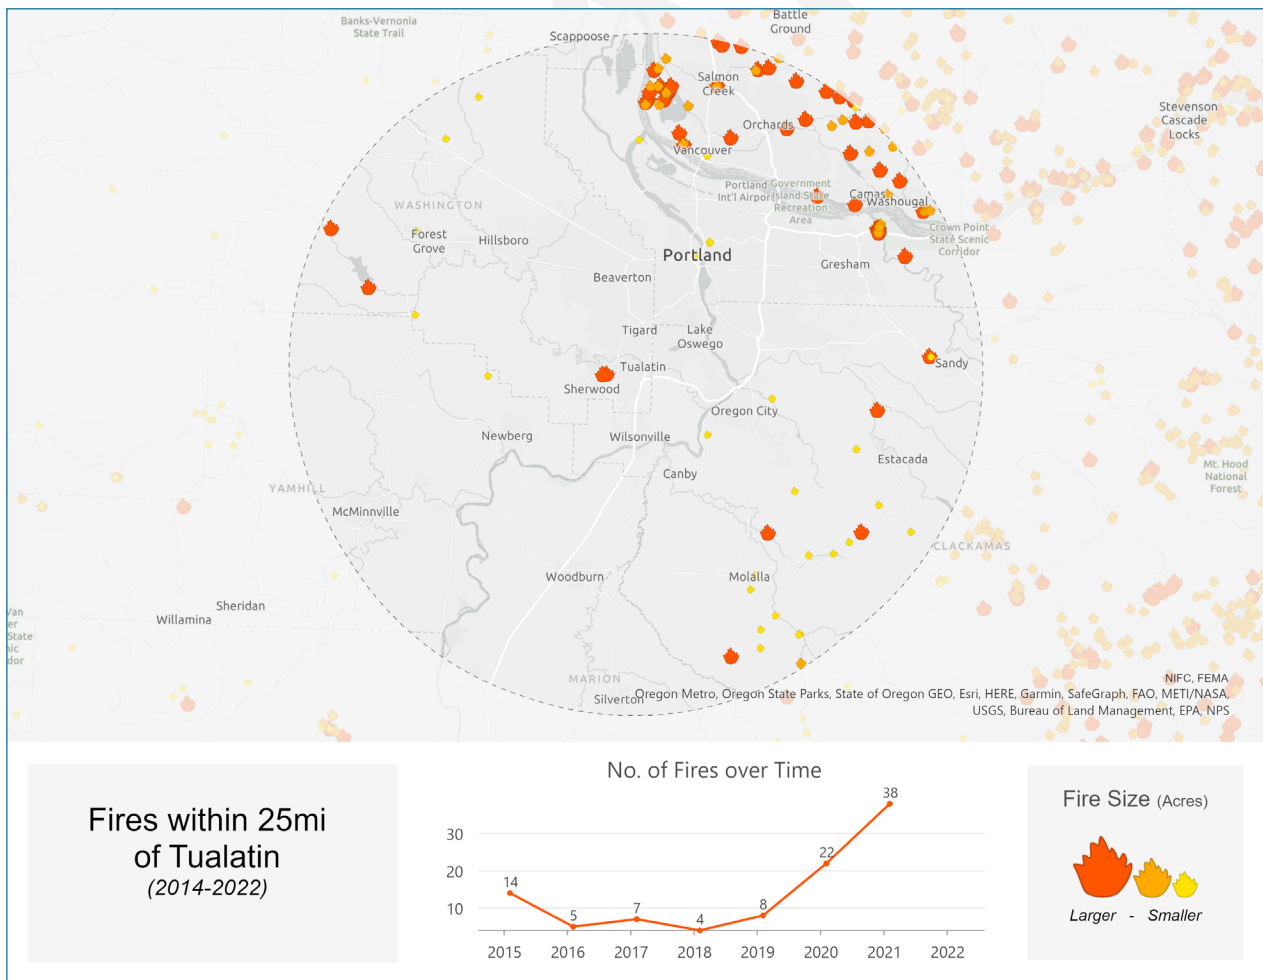 Banks-Vernonia
State Trail
Scappoose
Battle
Ground
Salmon
Creek
Stevenson
Cascade
Locks
Orchards
Vancouver
Portland
Int'l Airport
Government
Island State
Recreation
Area
Camas
Washougal
WASHINGTON
Forest
Grove
Hillsboro
Crown Point
State Scenic
Corridor
Portland
Beaverton
Gresham
Tigard
Lake
Oswego
Tualatin
Sandy
Sherwood
Oregon City
Newberg
Wilsonville
Canby
Estacada
Mt. Hood
National
Forest
YAMHILL
McMinnville
CLACKAMAS
Woodburn
Molalla
Van
er
State
nic
dor
Sheridan
Willamina
MARION
Silverton
NIFC, FEMA
Oregon Metro, Oregon State Parks, State of Oregon GEO, Esri, HERE, Garmin, SafeGraph, FAO, METI/NASA,
USGS, Bureau of Land Management, EPA, NPS
Fires within 25mi
of Tualatin
(2014-2022)
No. of Fires over Time
38
30
22
20
14
10
5
7
4
8
2015 2016 2017 2018 2019 2020 2021 2022
Fire Size (Acres)
Larger - Smaller